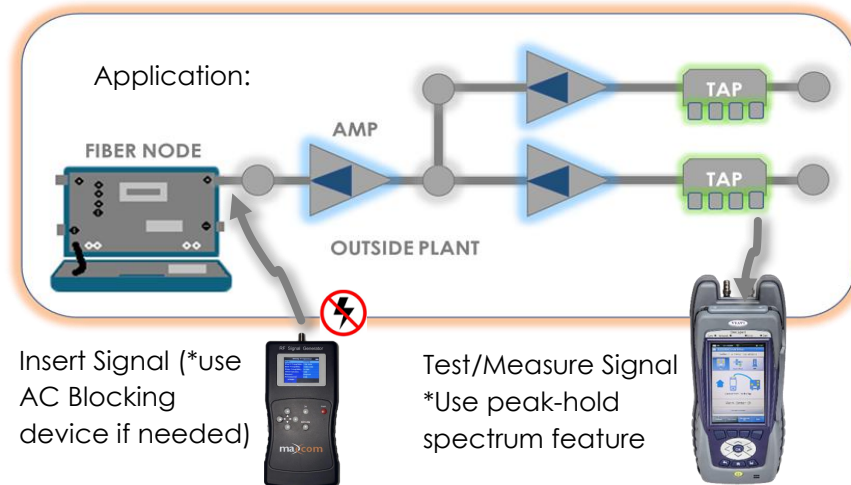 Application:
AMP
FIBER NODE
TAP
TAP
OUTSIDE PLANT
Insert Signal (*use
AC Blocking
device if needed)
RF Signal Generator
maxcom
Test/Measure Signal
*Use peak-hold
spectrum feature
VIAVI